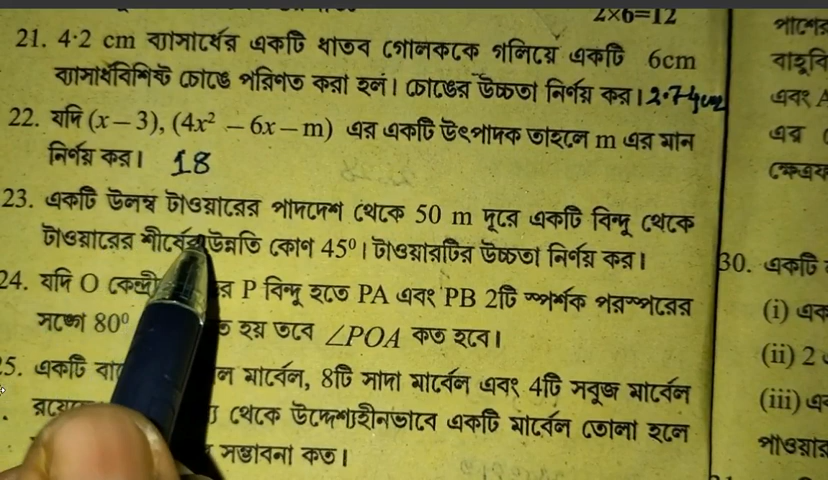 2×6=12
21. 4·2 cm ব্যাসার্ধের একটি ধাতব গোলককে গলিয়ে একটি 6cm
ব্যাসার্ধবিশিষ্ট চোঙে পরিণত করা হল। চোঙের উচ্চতা নির্ণয় কর। 2.74cm
22. যদি (x – 3), (4x² – 6x – m) এর একটি উৎপাদক তাহলে m এর মান
নির্ণয় কর। 18
23. একটি উলম্ব টাওয়ারের পাদদেশ থেকে 50 m দূরে একটি বিন্দু থেকে
টাওয়ারের শীর্ষের উন্নতি কোণ 45⁰। টাওয়ারটির উচ্চতা নির্ণয় কর।
24. যদি O কেন্দ্রী র P বিন্দু হতে PA এবং PB 2টি স্পর্শক পরস্পরের
সঙ্গে 80⁰ ত হয় তবে ∠POA কত হবে।
25. একটি বা ল মার্বেল, 8টি সাদা মার্বেল এবং 4টি সবুজ মার্বেল
রয়েছে থেকে উদ্দেশ্যহীনভাবে একটি মার্বেল তোলা হলে
সম্ভাবনা কত।
পাশের
বাহুবি
এবং A
এর
ক্ষেত্রফ
30. একটি
(i) এক
(ii) 2
(iii) এ
পাওয়ার